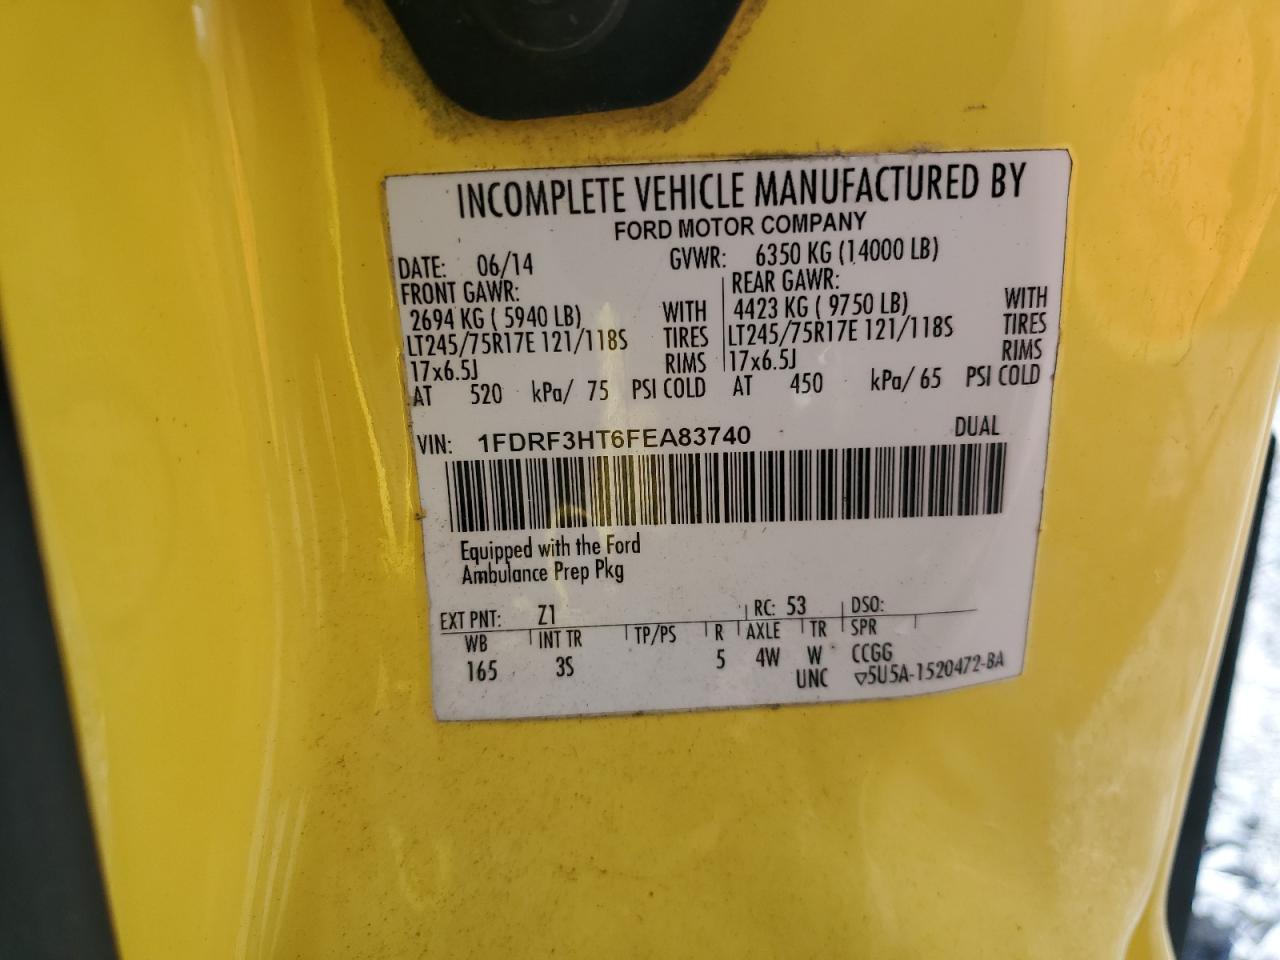 INCOMPLETE VEHICLE MANUFACTURED BY
FORD MOTOR COMPANY
DATE: 06/14 GVWR: 6350 KG (14000 LB)
FRONT GAWR: REAR GAWR:
2694 KG ( 5940 LB) WITH 4423 KG ( 9750 LB) WITH
LT245/75R17E 121/118S TIRES LT245/75R17E 121/118S TIRES
17x6.5J RIMS 17x6.5J RIMS
AT 520 kPa/ 75 PSI COLD AT 450 kPa/ 65 PSI COLD
VIN: 1FDRF3HT6FEA83740 DUAL
Equipped with the Ford
Ambulance Prep Pkg
EXT PNT: Z1 RC: 53 DSO:
WB INT TR TP/PS R AXLE TR SPR
165 3S 5 4W W CCGG
UNC ▽5U5A-1520472-BA